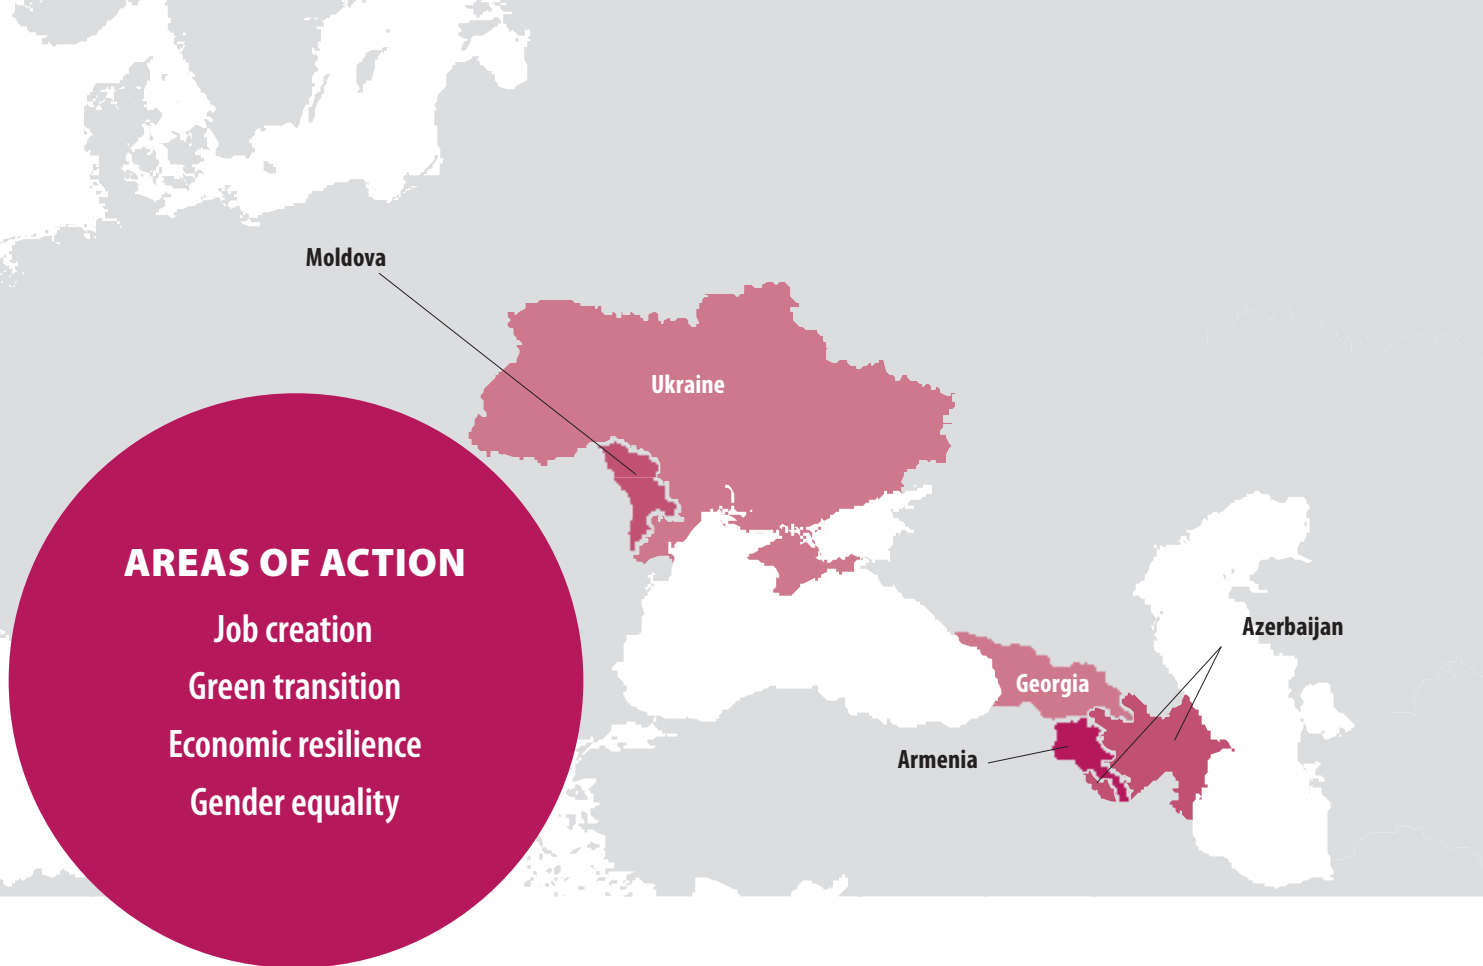 Moldova
Ukraine
AREAS OF ACTION
Job creation
Green transition
Economic resilience
Gender equality
Azerbaijan
Georgia
Armenia